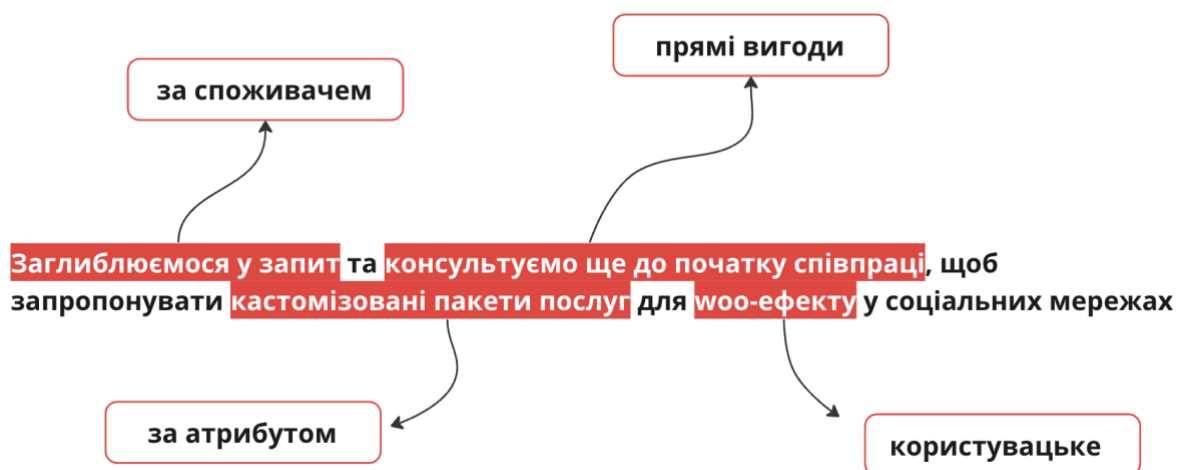 прямі вигоди
за споживачем
Заглиблюємося у запит та консультуємо ще до початку співпраці, щоб
запропонувати кастомізовані пакети послуг для woo-ефекту у соціальних мережах
за атрибутом
користувацьке